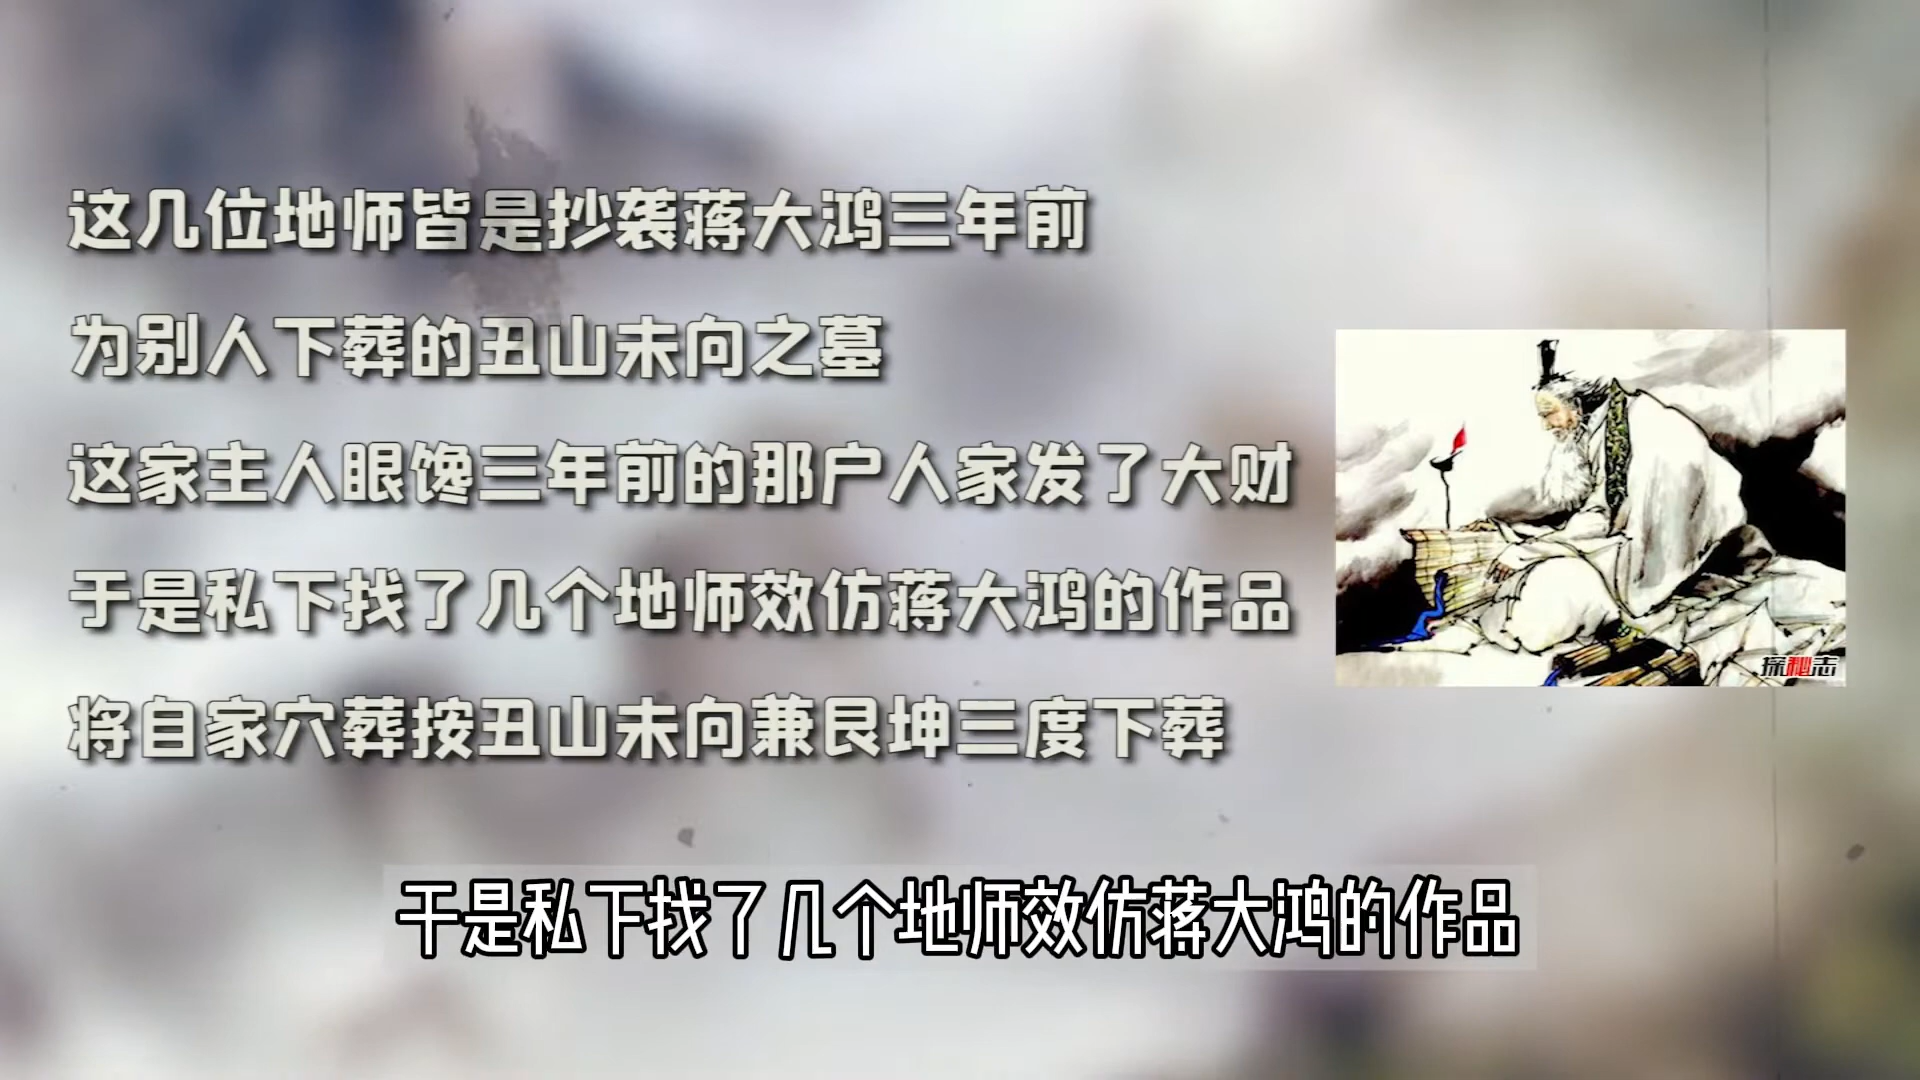 这几位地师皆是抄袭蒋大鸿三年前
为别人下葬的丑山未向之墓
这家主人眼馋三年前的那户人家发了大财
于是私下找了几个地师效仿蒋大鸿的作品
将自家穴葬按丑山未向兼艮坤三度下葬
探秘志
于是私下找了几个地师效仿蒋大鸿的作品